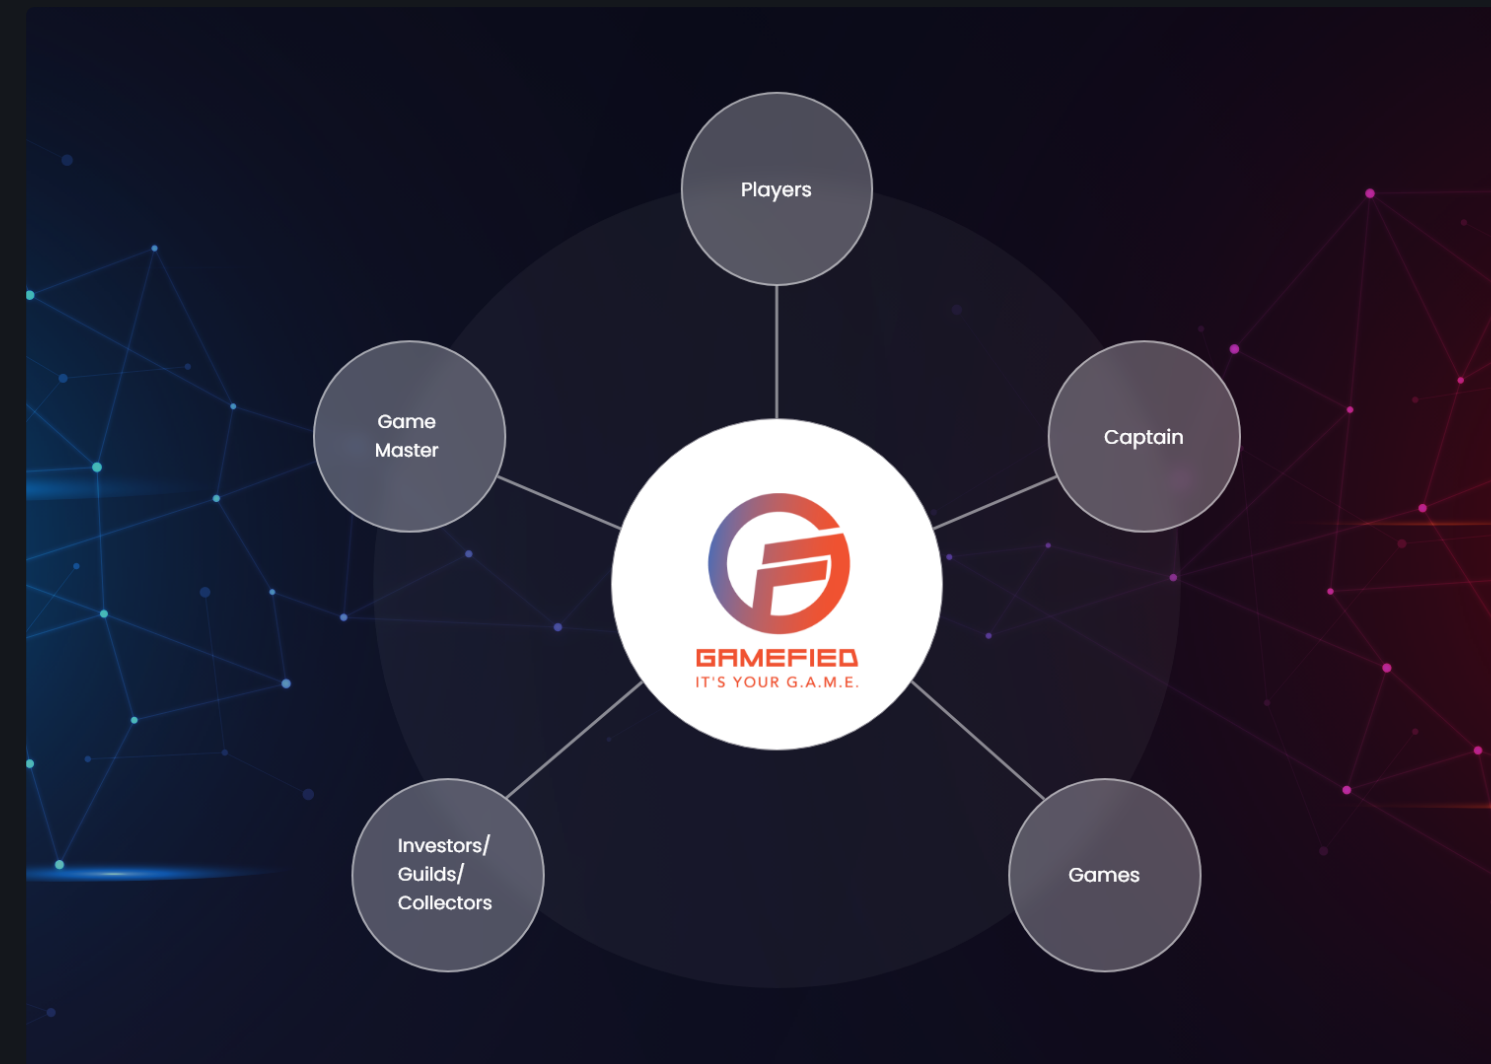 Players
Game
Master
Captain
GAMEFIED
IT'S YOUR G.A.M.E.
Investors/
Guilds/
Collectors
Games